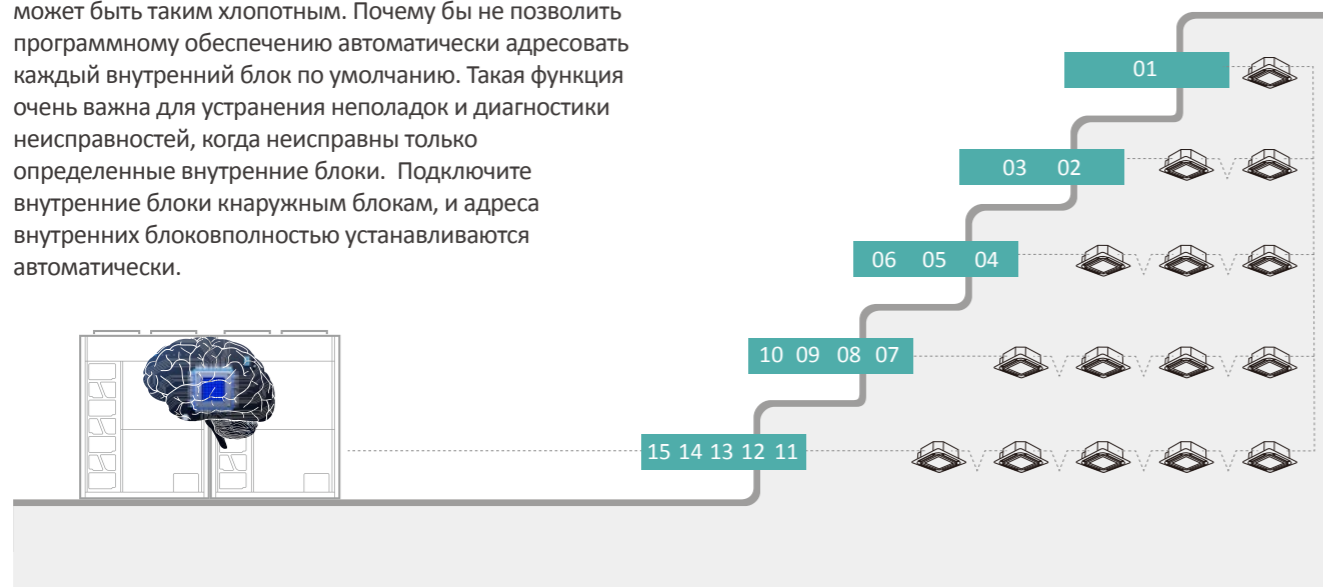 может быть таким хлопотным. Почему бы не позволить
программному обеспечению автоматически адресовать
каждый внутренний блок по умолчанию. Такая функция
очень важна для устранения неполадок и диагностики
неисправностей, когда неисправны только
определенные внутренние блоки. Подключите
внутренние блоки кнаружным блокам, и адреса
внутренних блоковполностью устанавливаются
автоматически.
01
03 02
06 05 04
10 09 08 07
15 14 13 12 11